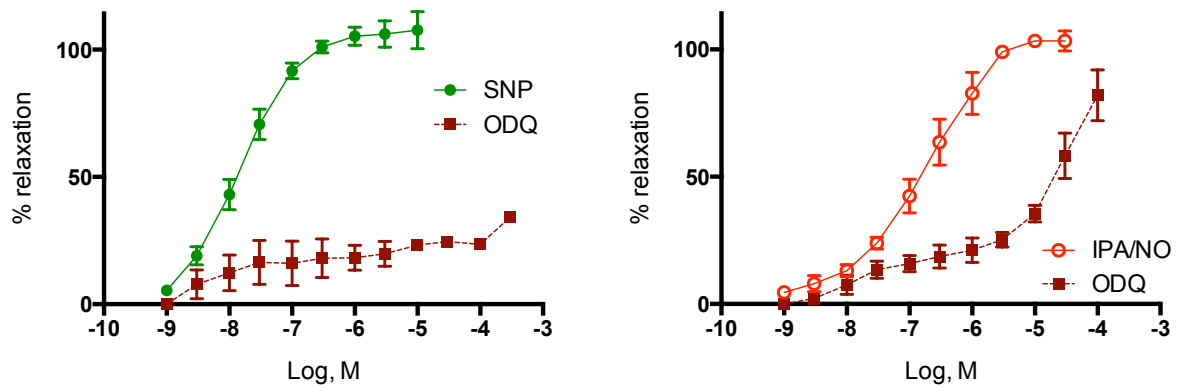 % relaxation
100
50
0
-10 -9 -8 -7 -6 -5 -4 -3
Log, M
SNP
ODQ
% relaxation
100
50
0
-10 -9 -8 -7 -6 -5 -4 -3
Log, M
IPA/NO
ODQ